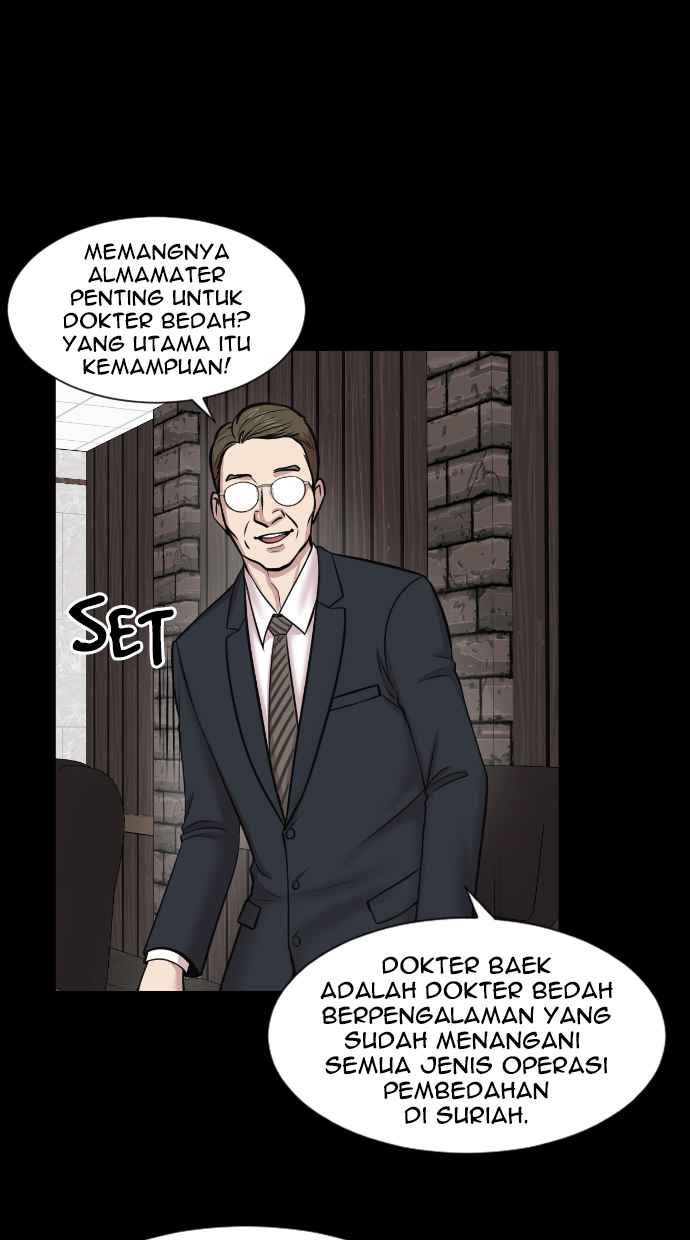 MEMANGNYA
ALMAMATER
PENTING UNTUK
DOKTER BEDAH?
YANG UTAMA ITU
KEMAMPUAN!
SET
DOKTER BAEK
ADALAH DOKTER BEDAH
BERPENGALAMAN YANG
SUDAH MENANGANI
SEMUA JENIS OPERASI
PEMBEDAHAN
DI SURIAH.